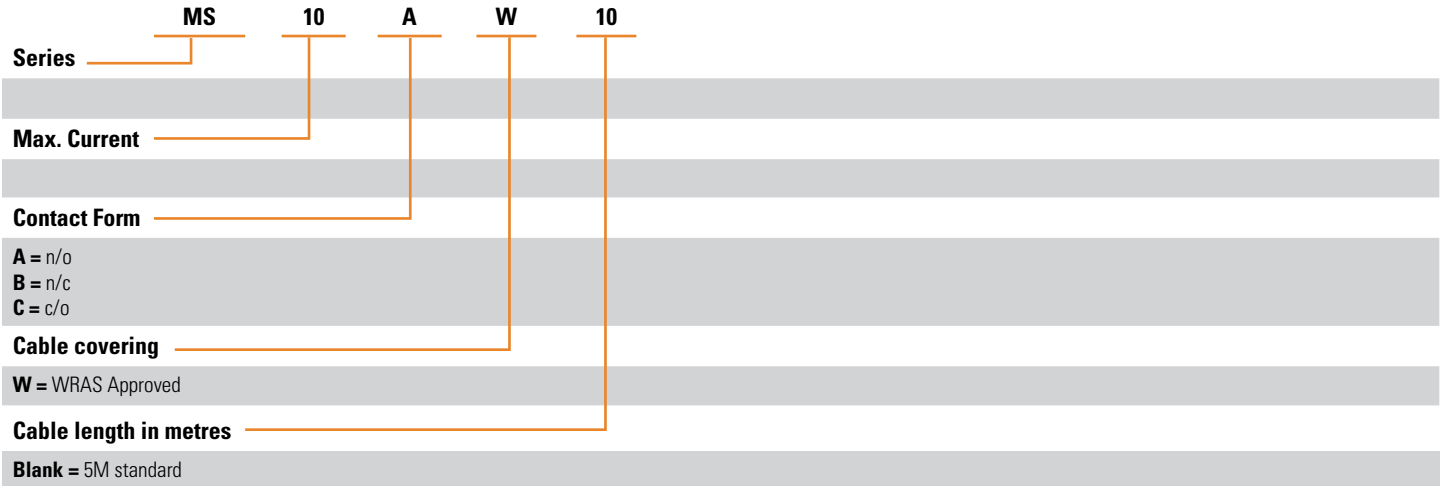 MS 10 A W 10
Series
Max. Current
Contact Form
A = n/o
B = n/c
C = c/o
Cable covering
W = WRAS Approved
Cable length in metres
Blank = 5M standard